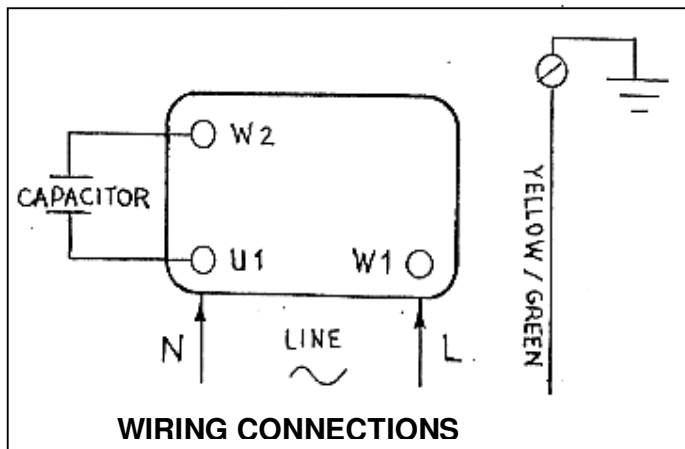 W2
CAPACITOR
U1
W1
YELLOW / GREEN
N
LINE
L
WIRING CONNECTIONS